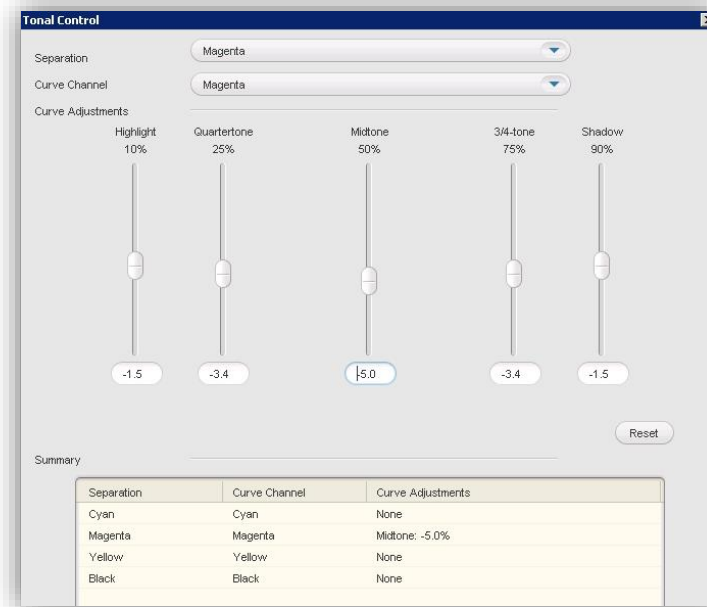 Tonal Control
Separation Magenta
Curve Channel Magenta
Curve Adjustments
Highlight Quartertone Midtone 3/4-tone Shadow
10% 25% 50% 75% 90%
-1.5 -3.4 -5.0 -3.4 -1.5
Reset
Summary
Separation Curve Channel Curve Adjustments
Cyan Cyan None
Magenta Magenta Midtone: -5.0%
Yellow Yellow None
Black Black None